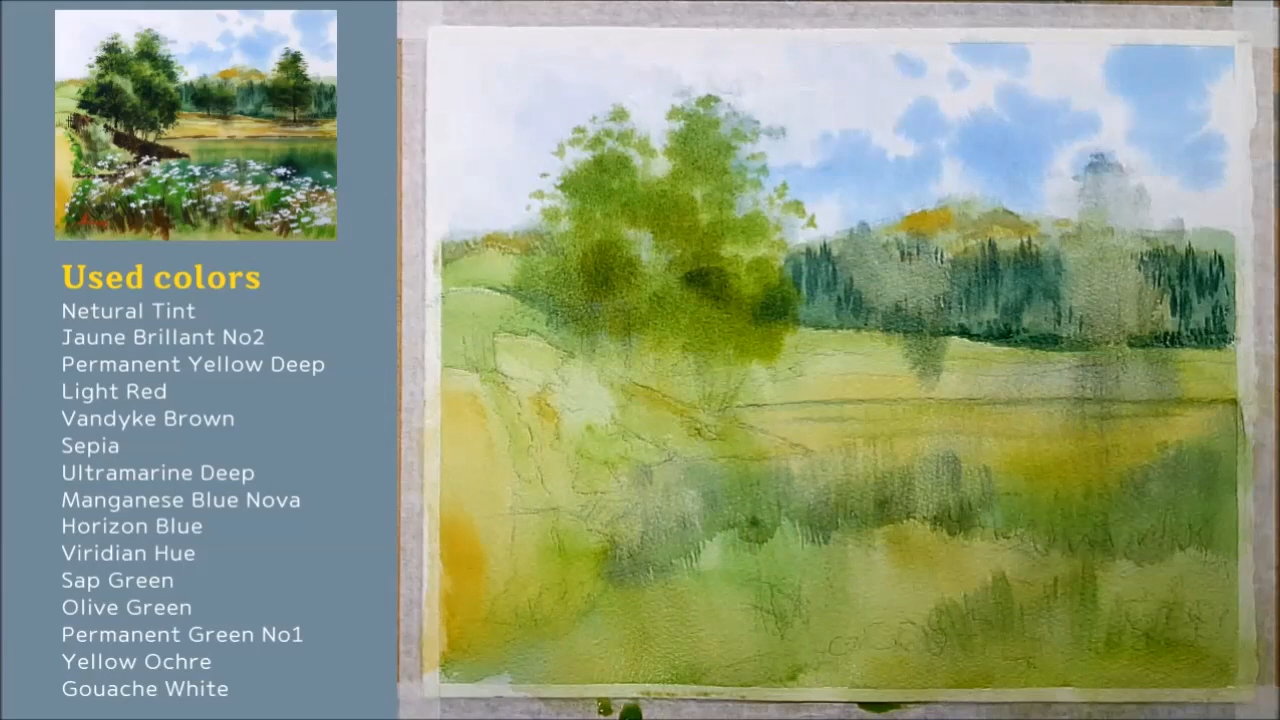 Used colors
Netural Tint
Jaune Brillant No2
Permanent Yellow Deep
Light Red
Vandyke Brown
Sepia
Ultramarine Deep
Manganese Blue Nova
Horizon Blue
Viridian Hue
Sap Green
Olive Green
Permanent Green No1
Yellow Ochre
Gouache White